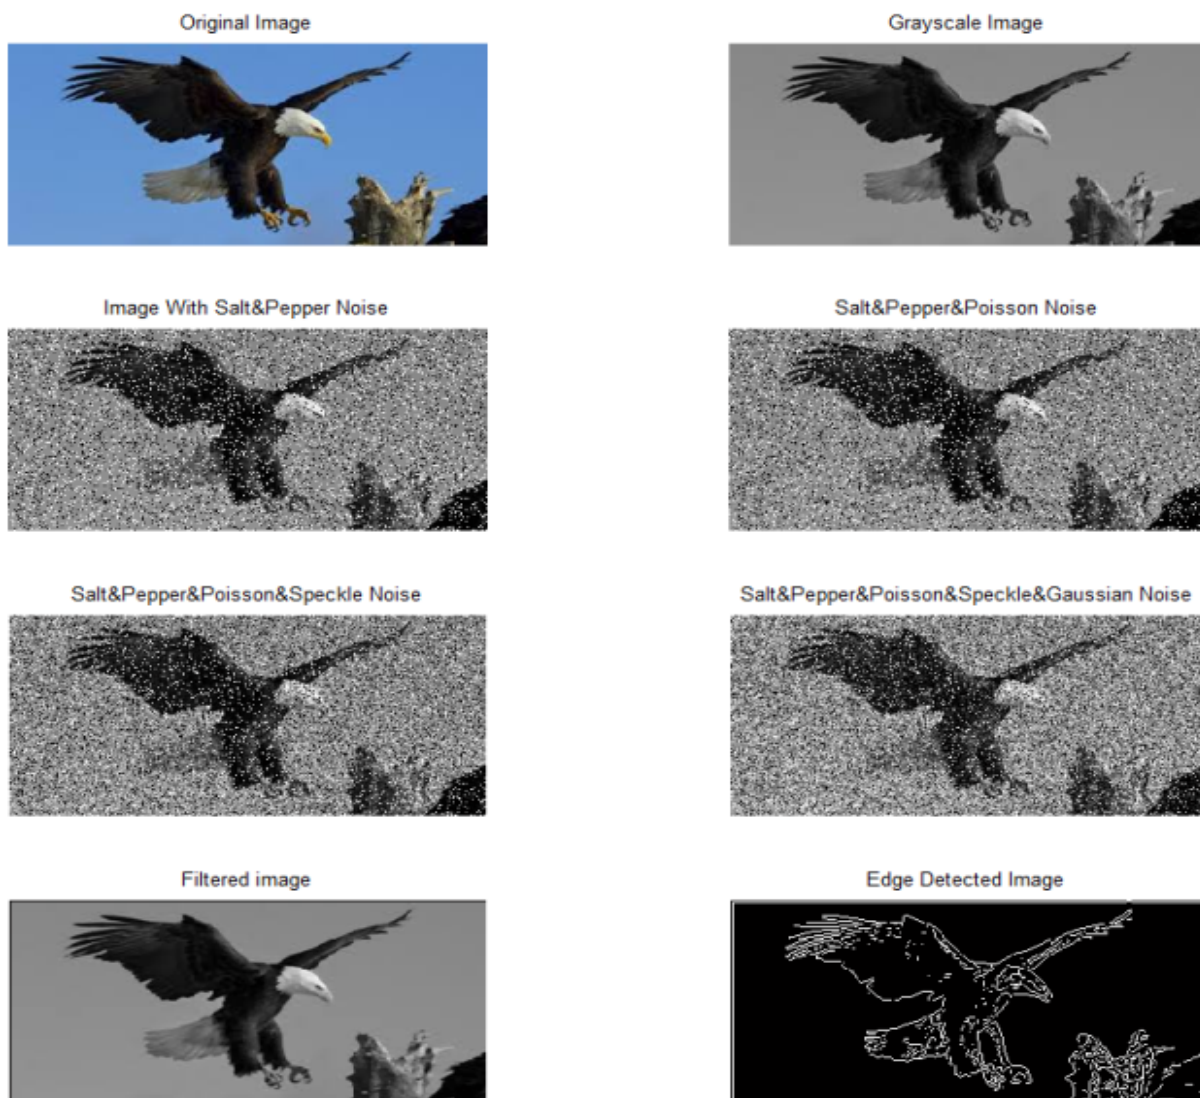 Original Image
Grayscale Image
Image With Salt&Pepper Noise
Salt&Pepper&Poisson Noise
Salt&Pepper&Poisson&Speckle Noise
Salt&Pepper&Poisson&Speckle&Gaussian Noise
Filtered image
Edge Detected Image